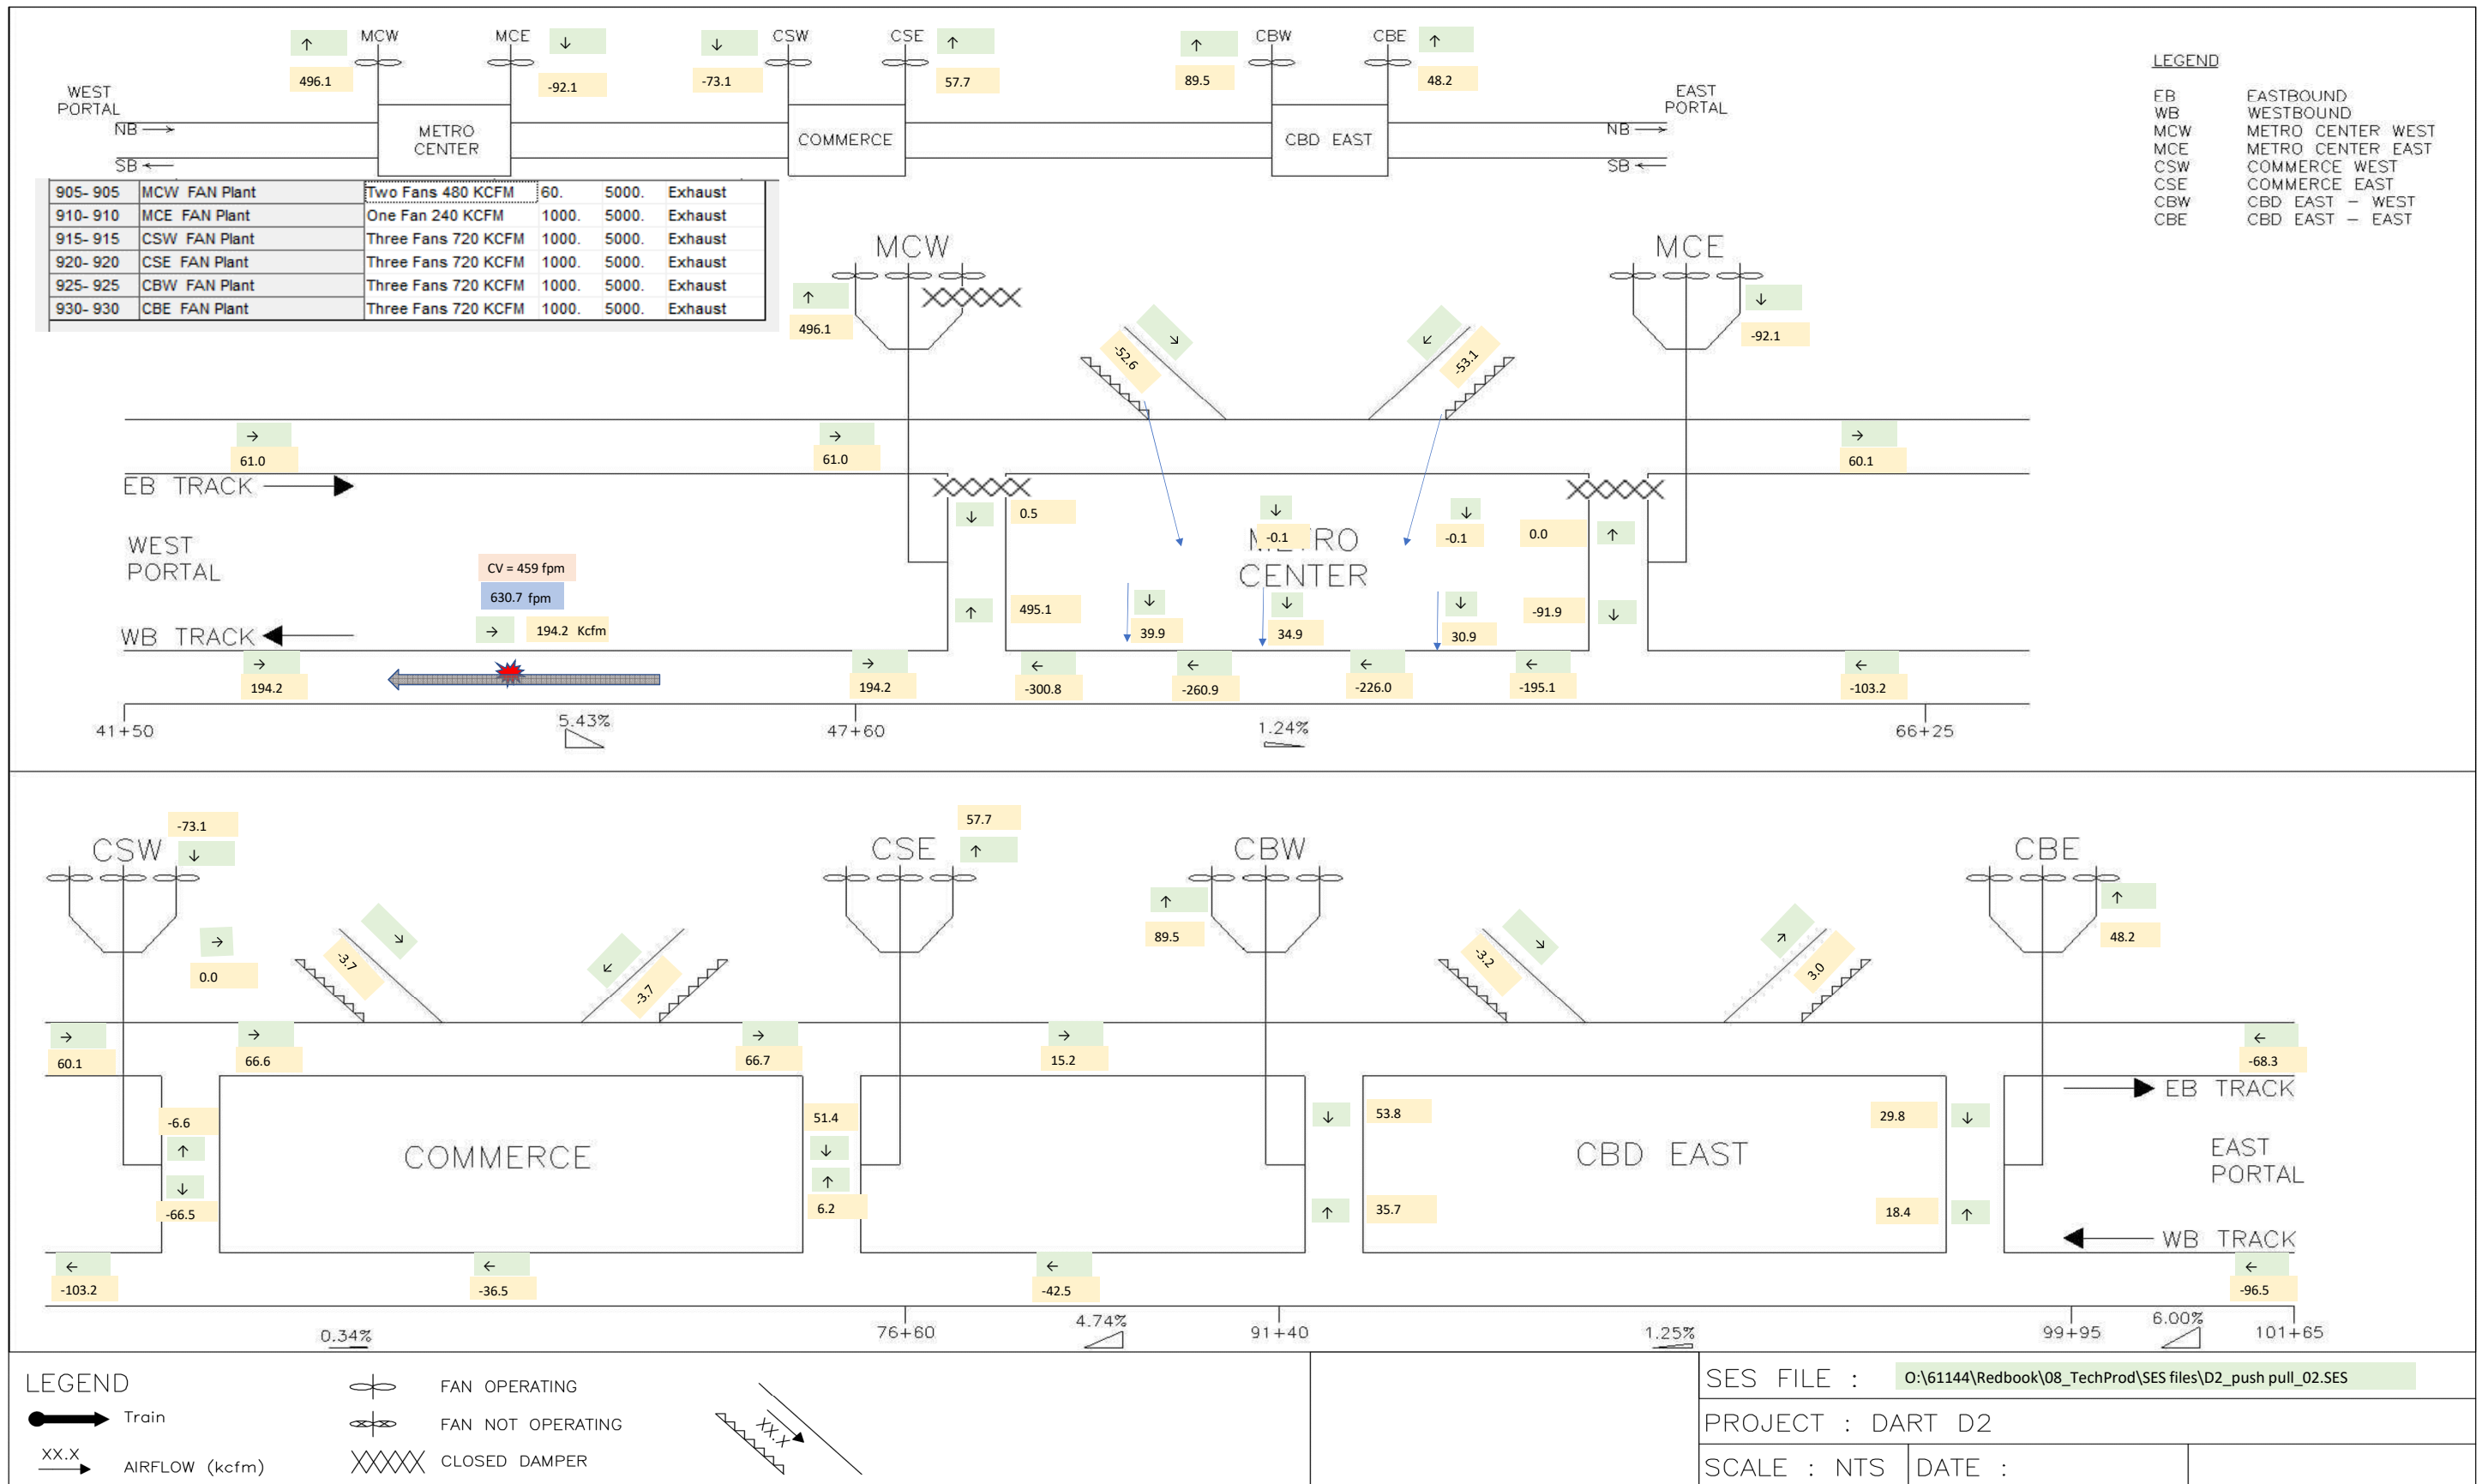 MCW
MCE
CSW
CSE
CBW
CBE
↑
↓
↓
↑
↑
↑
496.1
-92.1
-73.1
57.7
89.5
48.2
WEST
PORTAL
NB →
SB ←
METRO
CENTER
COMMERCE
CBD EAST
EAST
PORTAL
NB →
SB ←
LEGEND
EB EASTBOUND
WB WESTBOUND
MCW METRO CENTER WEST
MCE METRO CENTER EAST
CSW COMMERCE WEST
CSE COMMERCE EAST
CBW CBD EAST – WEST
CBE CBD EAST – EAST
905- 905 MCW FAN Plant Two Fans 480 KCFM 60. 5000. Exhaust
910- 910 MCE FAN Plant One Fan 240 KCFM 1000. 5000. Exhaust
915- 915 CSW FAN Plant Three Fans 720 KCFM 1000. 5000. Exhaust
920- 920 CSE FAN Plant Three Fans 720 KCFM 1000. 5000. Exhaust
925- 925 CBW FAN Plant Three Fans 720 KCFM 1000. 5000. Exhaust
930- 930 CBE FAN Plant Three Fans 720 KCFM 1000. 5000. Exhaust
MCW
MCE
↑
496.1
↓
-92.1
↘
-52.6
↙
-53.1
→
61.0
→
61.0
→
60.1
EB TRACK
↓
0.5
↓
-0.1
↓
-0.1
0.0
↑
WEST
PORTAL
METRO
CENTER
CV = 459 fpm
630.7 fpm
→
194.2 Kcfm
WB TRACK
↑
495.1
↓
39.9
↓
34.9
↓
30.9
-91.9
↓
→
194.2
→
194.2
←
-300.8
←
-260.9
←
-226.0
←
-195.1
←
-103.2
41+50
5.43%
47+60
1.24%
66+25
-73.1
57.7
CSW
↓
CSE
↑
CBW
CBE
↑
89.5
↑
48.2
→
0.0
↘
-3.7
↙
-3.7
↘
-3.2
↗
3.0
→
60.1
→
66.6
→
66.7
→
15.2
←
-68.3
EB TRACK
-6.6
↑
↓
-66.5
COMMERCE
51.4
↓
↑
6.2
↓
53.8
↑
35.7
CBD EAST
29.8
↓
18.4
↑
EAST
PORTAL
WB TRACK
←
-103.2
←
-36.5
←
-42.5
←
-96.5
0.34%
76+60
4.74%
91+40
1.25%
99+95
6.00%
101+65
LEGEND
Train
XX.X
AIRFLOW (kcfm)
FAN OPERATING
FAN NOT OPERATING
CLOSED DAMPER
XX.X
SES FILE : O:\61144\Redbook\08_TechProd\SES files\D2_push pull_02.SES
PROJECT : DART D2
SCALE : NTS
DATE :